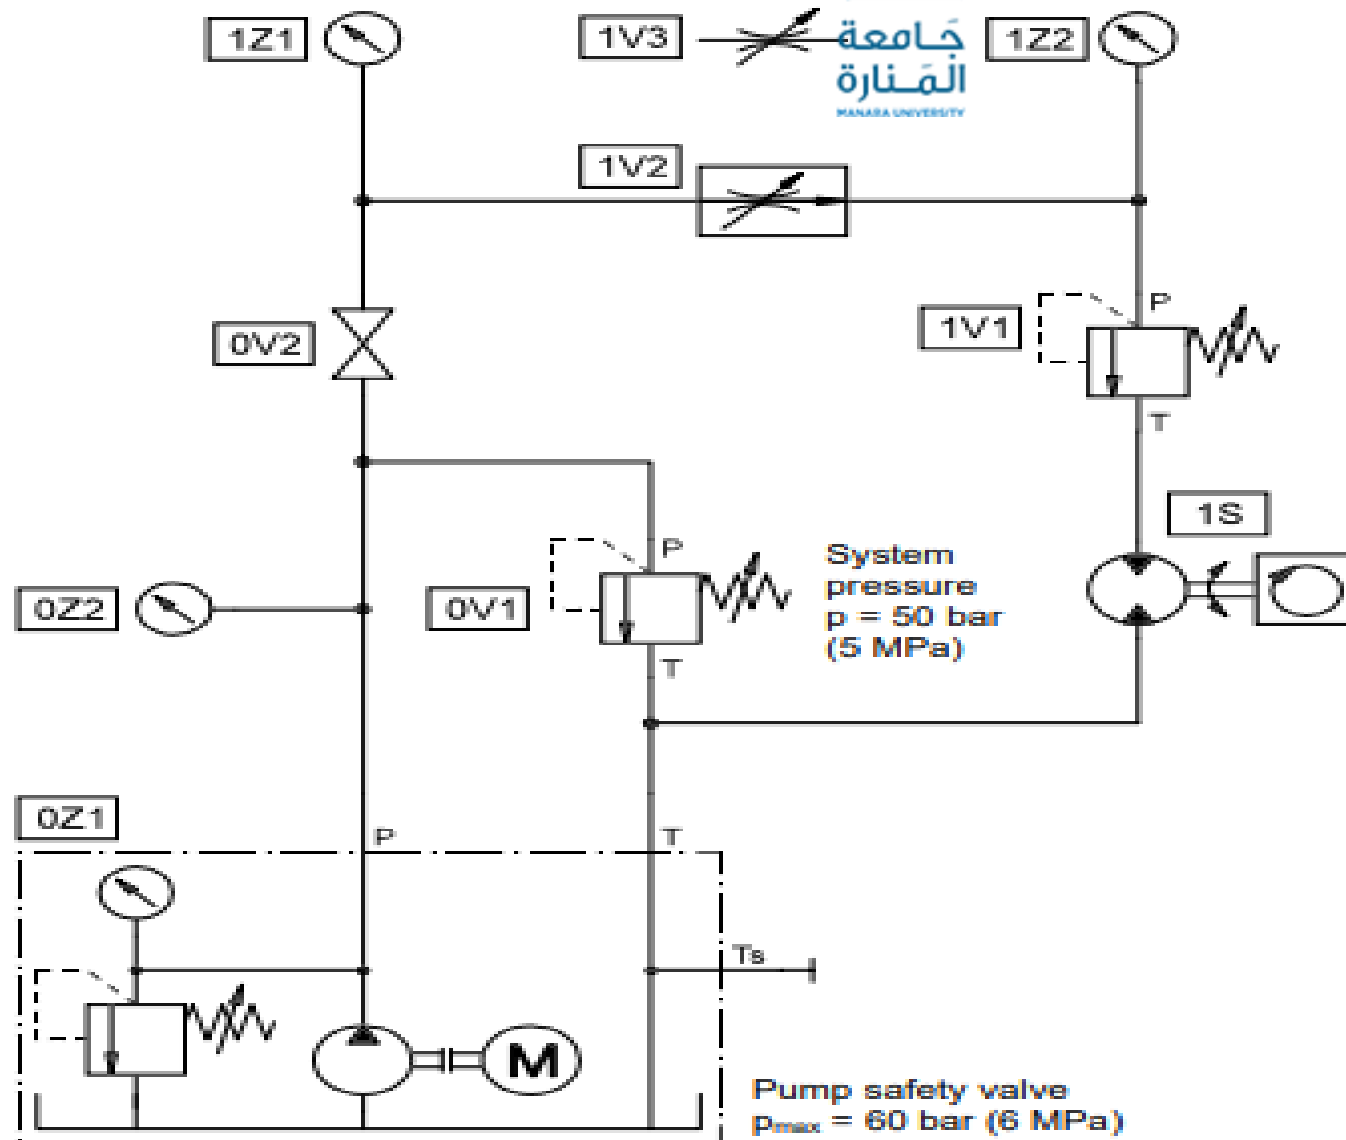 1Z1
1V3
جَـامعة
المَـنارة
MANARA UNIVERSITY
1Z2
1V2
0V2
1V1
P
T
1S
0Z2
0V1
P
T
System
pressure
p = 50 bar
(5 MPa)
0Z1
P
T
Ts
M
Pump safety valve
pmax = 60 bar (6 MPa)